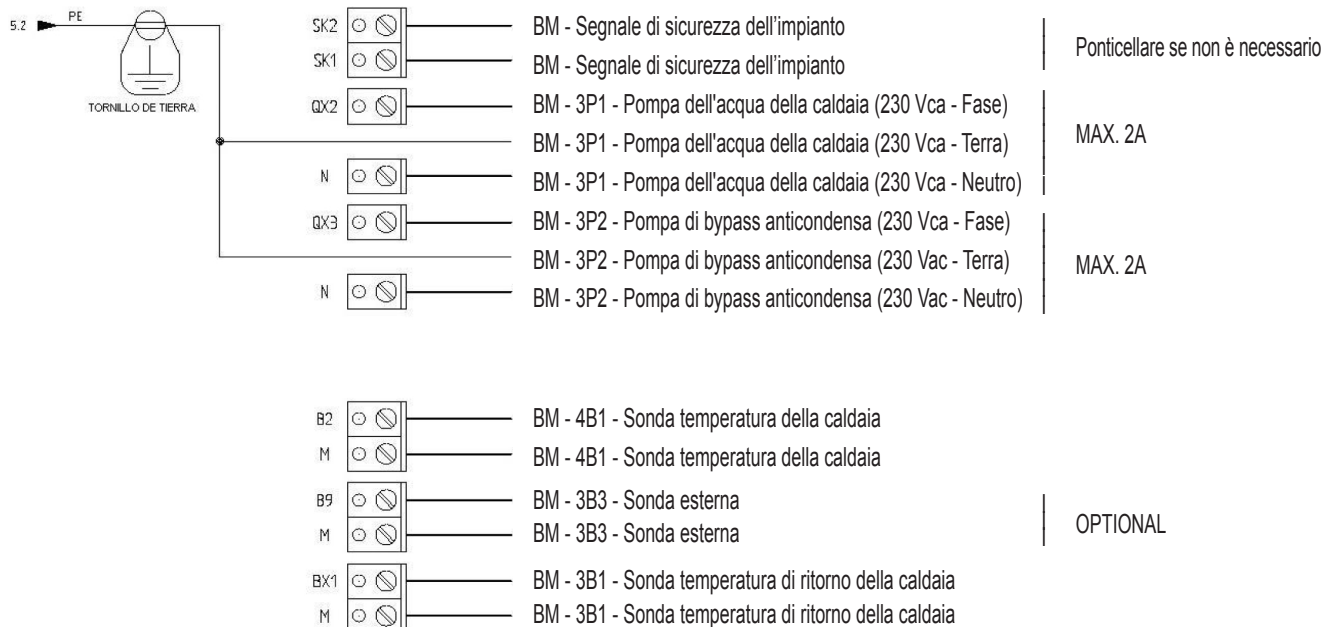 5.2 PE
TORNILLO DE TIERRA
SK2 BM - Segnale di sicurezza dell'impianto
SK1 BM - Segnale di sicurezza dell'impianto
Ponticellare se non è necessario
QX2 BM - 3P1 - Pompa dell'acqua della caldaia (230 Vca - Fase)
BM - 3P1 - Pompa dell'acqua della caldaia (230 Vca - Terra)
N BM - 3P1 - Pompa dell'acqua della caldaia (230 Vca - Neutro)
MAX. 2A
QX3 BM - 3P2 - Pompa di bypass anticondensa (230 Vca - Fase)
BM - 3P2 - Pompa di bypass anticondensa (230 Vac - Terra)
N BM - 3P2 - Pompa di bypass anticondensa (230 Vac - Neutro)
MAX. 2A
B2 BM - 4B1 - Sonda temperatura della caldaia
M BM - 4B1 - Sonda temperatura della caldaia
B9 BM - 3B3 - Sonda esterna
M BM - 3B3 - Sonda esterna
OPTIONAL
BX1 BM - 3B1 - Sonda temperatura di ritorno della caldaia
M BM - 3B1 - Sonda temperatura di ritorno della caldaia